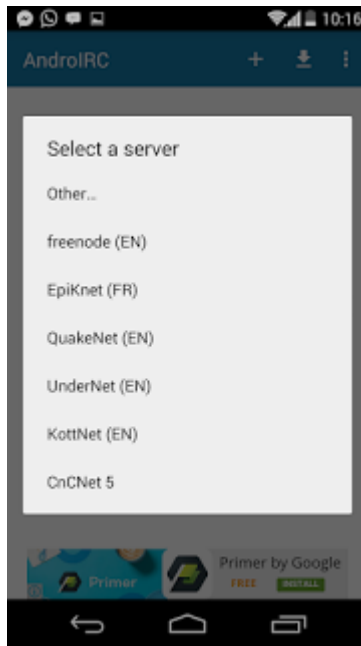 10:16
AndroIRC
Select a server
Other...
freenode (EN)
EpiKnet (FR)
QuakeNet (EN)
UnderNet (EN)
KottNet (EN)
CnCNet 5
Primer
Primer by Google
FREE INSTALL